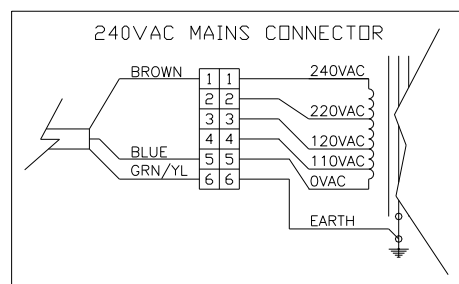 240VAC MAINS CONNECTOR
BROWN 1 1 240VAC
2 2 220VAC
3 3 120VAC
4 4 110VAC
BLUE 5 5 0VAC
GRN/YL 6 6
EARTH